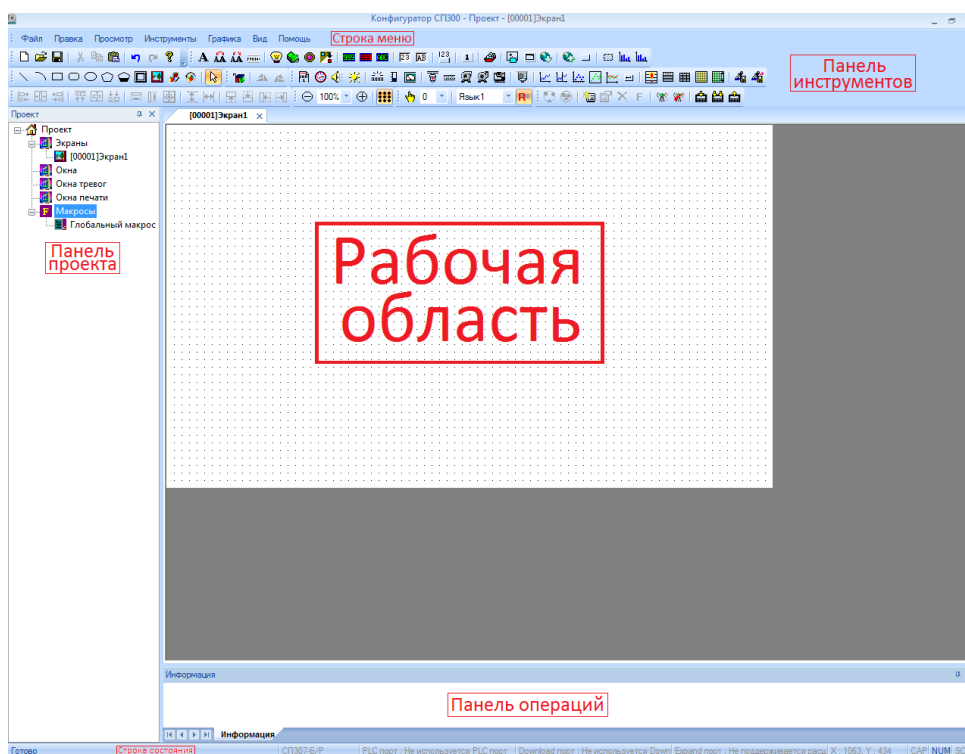 Конфигуратор СП300 - Проект - [00001]Экран1
Файл Правка Просмотр Инструменты Графика Вид Помощь Строка меню
Панель
инструментов
100% 0 Язык1
Проект
[00001]Экран1
Проект
Экраны
[00001]Экран1
Окна
Окна тревог
Окна печати
Макросы
Глобальный макрос
Панель
проекта
Рабочая
область
Информация
Панель операций
Информация
Готово Строка состояния СП307-Б/Р PLC порт : Не используется PLC порт Download порт : Не используется Down Expand порт : Не поддерживается расш X : 1063 Y : 434 CAP NUM